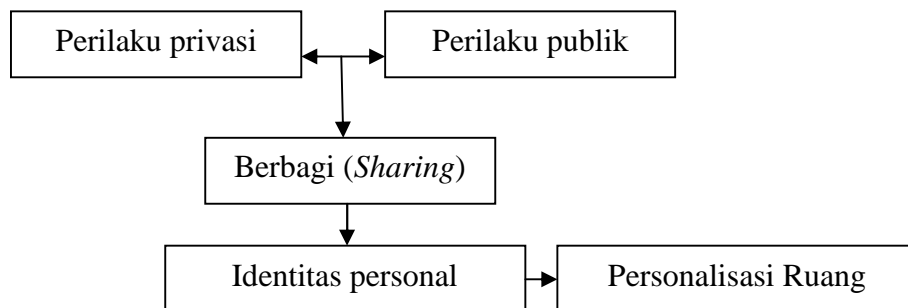 Perilaku privasi
Perilaku publik
Berbagi (Sharing)
Identitas personal
Personalisasi Ruang